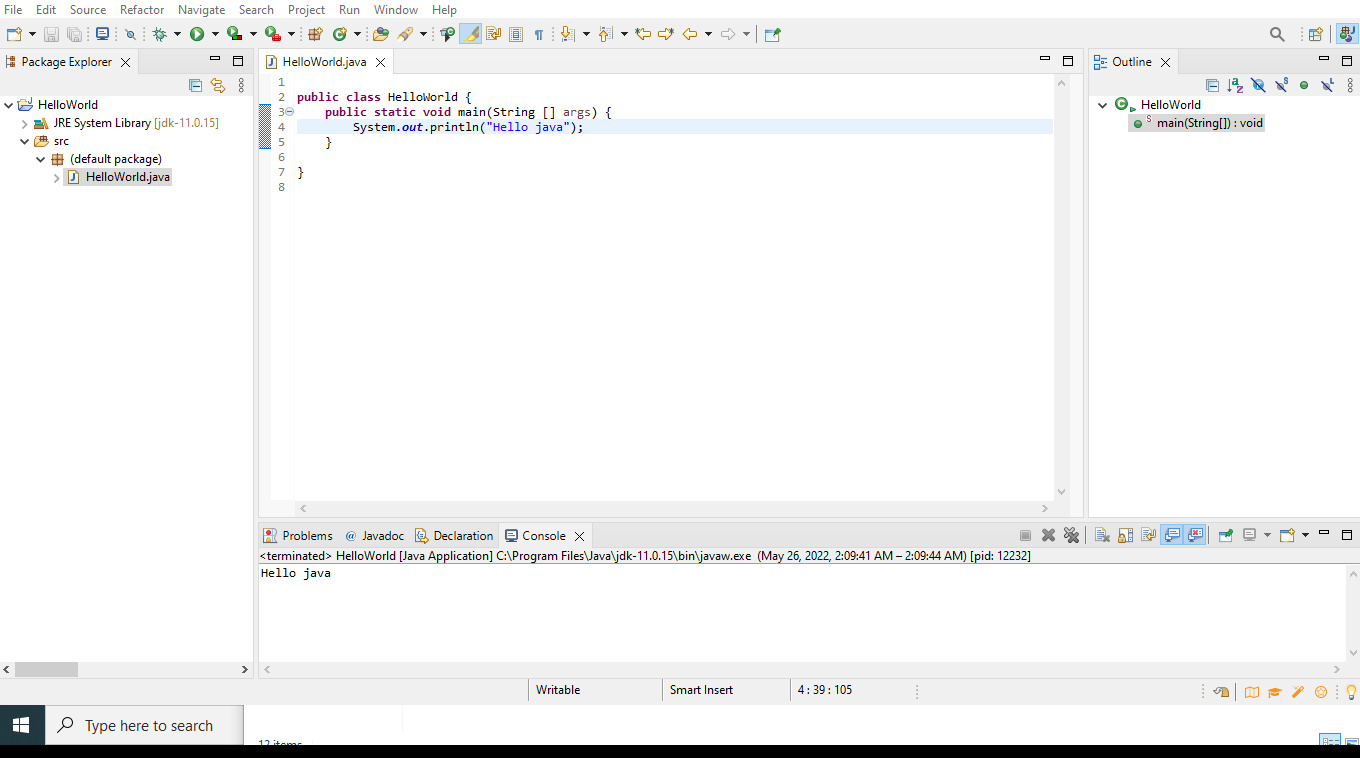 File Edit Source Refactor Navigate Search Project Run Window Help
Package Explorer
HelloWorld
JRE System Library [jdk-11.0.15]
src
(default package)
HelloWorld.java
HelloWorld.java
1
2 public class HelloWorld {
3 public static void main(String [] args) {
4 System.out.println("Hello java");
5 }
6
7 }
8
Outline
HelloWorld
main(String[]) : void
Problems @ Javadoc Declaration Console
<terminated> HelloWorld [Java Application] C:\Program Files\Java\jdk-11.0.15\bin\javaw.exe (May 26, 2022, 2:09:41 AM – 2:09:44 AM) [pid: 12232]
Hello java
Writable Smart Insert 4 : 39 : 105
Type here to search
12 items